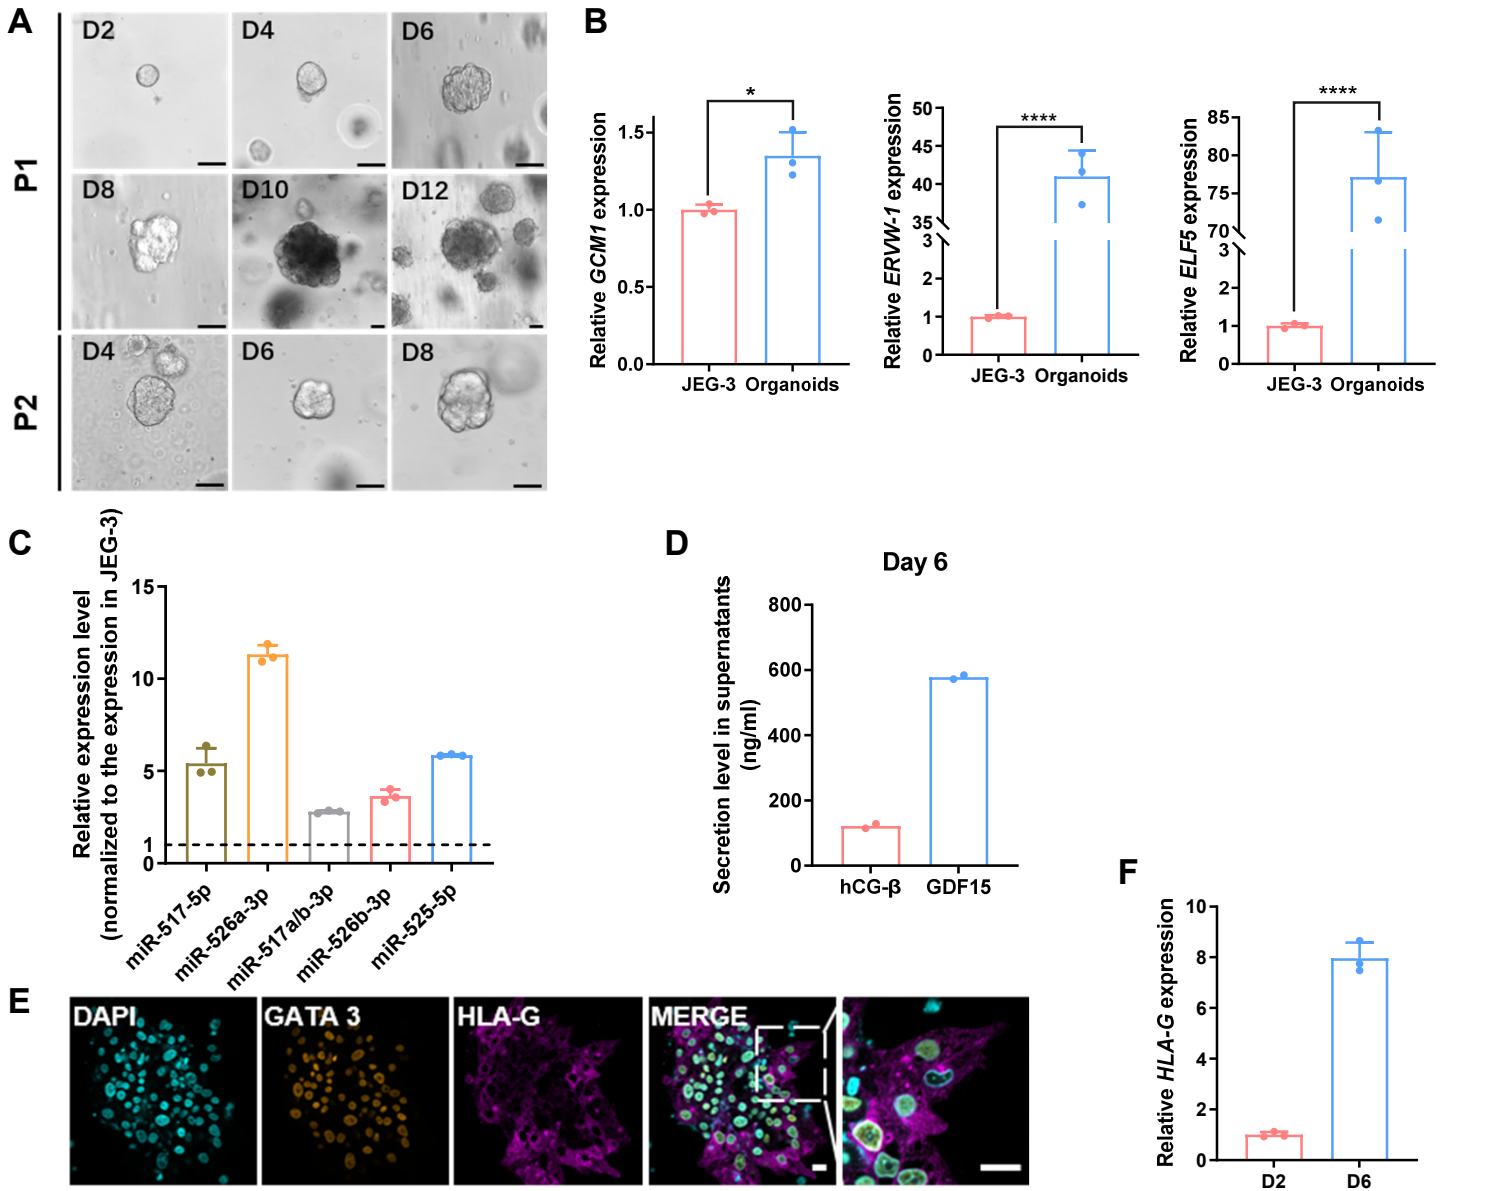 A
P1
D2
D4
D6
D8
D10
D12
P2
D4
D6
D8
B
Relative GCM1 expression
1.5
1.0
0.5
0.0
*
JEG-3 Organoids
Relative ERVW-1 expression
50
45
40
35
3
2
1
0
****
JEG-3 Organoids
Relative ELF5 expression
85
80
75
70
3
2
1
0
****
JEG-3 Organoids
C
Relative expression level
(normalized to the expression in JEG-3)
15
10
5
1
0
miR-517-5p
miR-526a-3p
miR-517a/b-3p
miR-526b-3p
miR-525-5p
D
Day 6
Secretion level in supernatants
(ng/ml)
800
600
400
200
0
hCG-β GDF15
E
DAPI
GATA 3
HLA-G
MERGE
F
Relative HLA-G expression
10
8
6
4
2
0
D2 D6